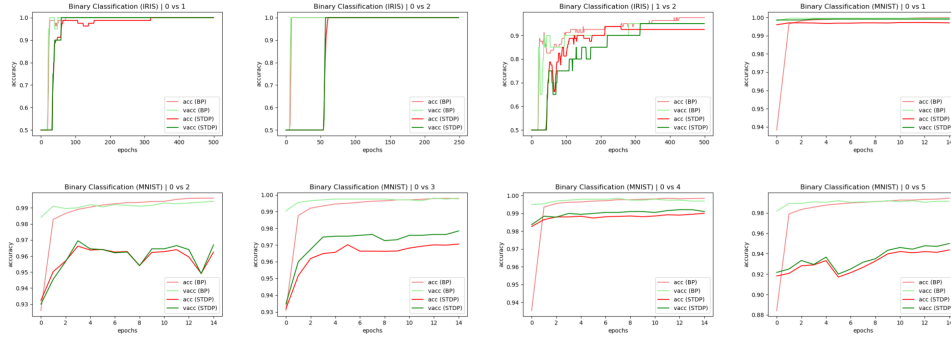 Binary Classification (IRIS) | 0 vs 1
1.0
0.9
0.8
0.7
0.6
0.5
accuracy
0
100
200
300
400
500
epochs
acc (BP)
vacc (BP)
acc (STDP)
vacc (STDP)
Binary Classification (IRIS) | 0 vs 2
1.0
0.9
0.8
0.7
0.6
0.5
accuracy
0
50
100
150
200
250
epochs
acc (BP)
vacc (BP)
acc (STDP)
vacc (STDP)
Binary Classification (IRIS) | 1 vs 2
0.9
0.8
0.7
0.6
0.5
accuracy
0
100
200
300
400
500
epochs
acc (BP)
vacc (BP)
acc (STDP)
vacc (STDP)
Binary Classification (MNIST) | 0 vs 1
1.00
0.99
0.98
0.97
0.96
0.95
0.94
accuracy
0
2
4
6
8
10
12
14
epochs
acc (BP)
vacc (BP)
acc (STDP)
vacc (STDP)
Binary Classification (MNIST) | 0 vs 2
0.99
0.98
0.97
0.96
0.95
0.94
0.93
accuracy
0
2
4
6
8
10
12
14
epochs
acc (BP)
vacc (BP)
acc (STDP)
vacc (STDP)
Binary Classification (MNIST) | 0 vs 3
1.00
0.99
0.98
0.97
0.96
0.95
0.94
0.93
accuracy
0
2
4
6
8
10
12
14
epochs
acc (BP)
vacc (BP)
acc (STDP)
vacc (STDP)
Binary Classification (MNIST) | 0 vs 4
1.00
0.99
0.98
0.97
0.96
0.95
0.94
accuracy
0
2
4
6
8
10
12
14
epochs
acc (BP)
vacc (BP)
acc (STDP)
vacc (STDP)
Binary Classification (MNIST) | 0 vs 5
1.00
0.98
0.96
0.94
0.92
0.90
0.88
accuracy
0
2
4
6
8
10
12
14
epochs
acc (BP)
vacc (BP)
acc (STDP)
vacc (STDP)